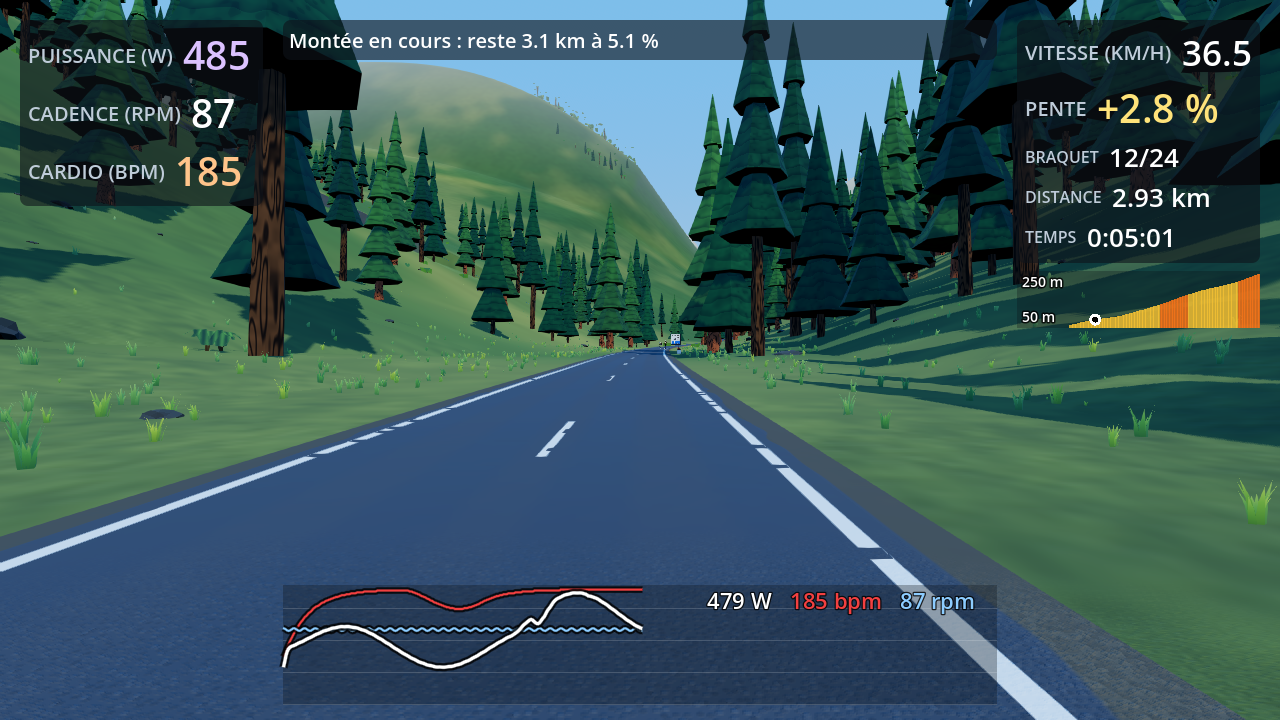 PUISSANCE (W) 485
CADENCE (RPM) 87
CARDIO (BPM) 185
Montée en cours : reste 3.1 km à 5.1 %
VITESSE (KM/H) 36.5
PENTE +2.8 %
BRAQUET 12/24
DISTANCE 2.93 km
TEMPS 0:05:01
250 m
50 m
479 W 185 bpm 87 rpm